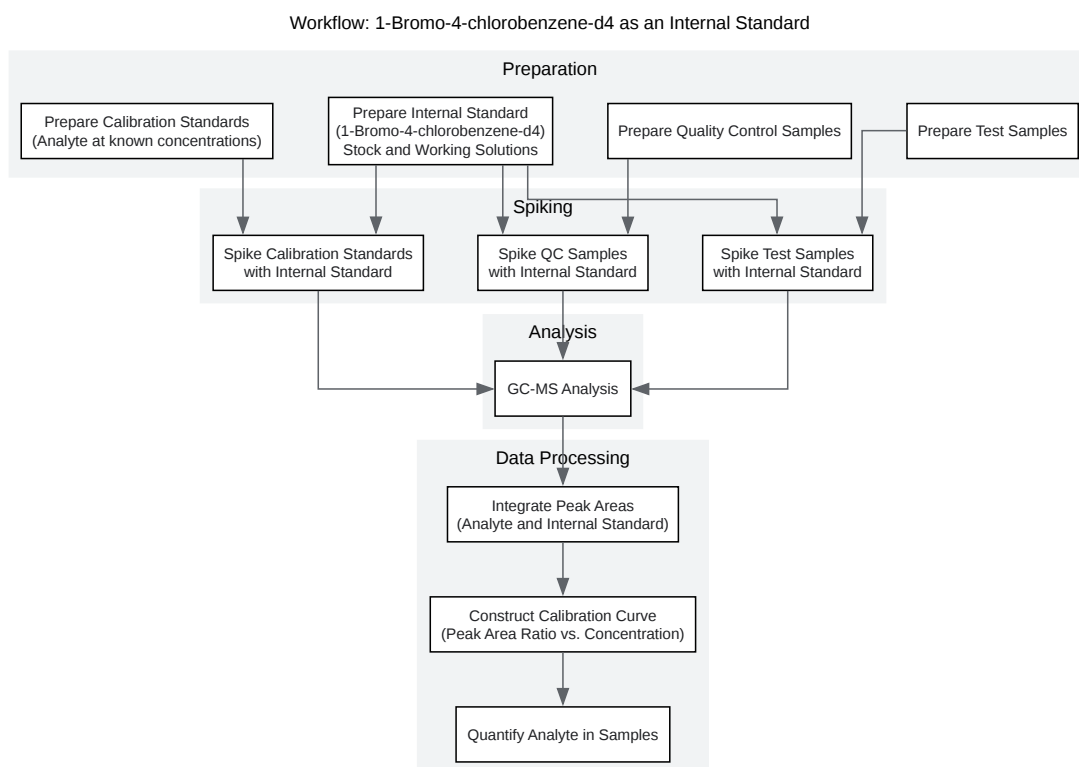 Workflow: 1-Bromo-4-chlorobenzene-d4 as an Internal Standard
Preparation
Prepare Calibration Standards
(Analyte at known concentrations)
Prepare Internal Standard
(1-Bromo-4-chlorobenzene-d4)
Stock and Working Solutions
Prepare Quality Control Samples
Prepare Test Samples
Spiking
Spike Calibration Standards
with Internal Standard
Spike QC Samples
with Internal Standard
Spike Test Samples
with Internal Standard
Analysis
GC-MS Analysis
Data Processing
Integrate Peak Areas
(Analyte and Internal Standard)
Construct Calibration Curve
(Peak Area Ratio vs. Concentration)
Quantify Analyte in Samples